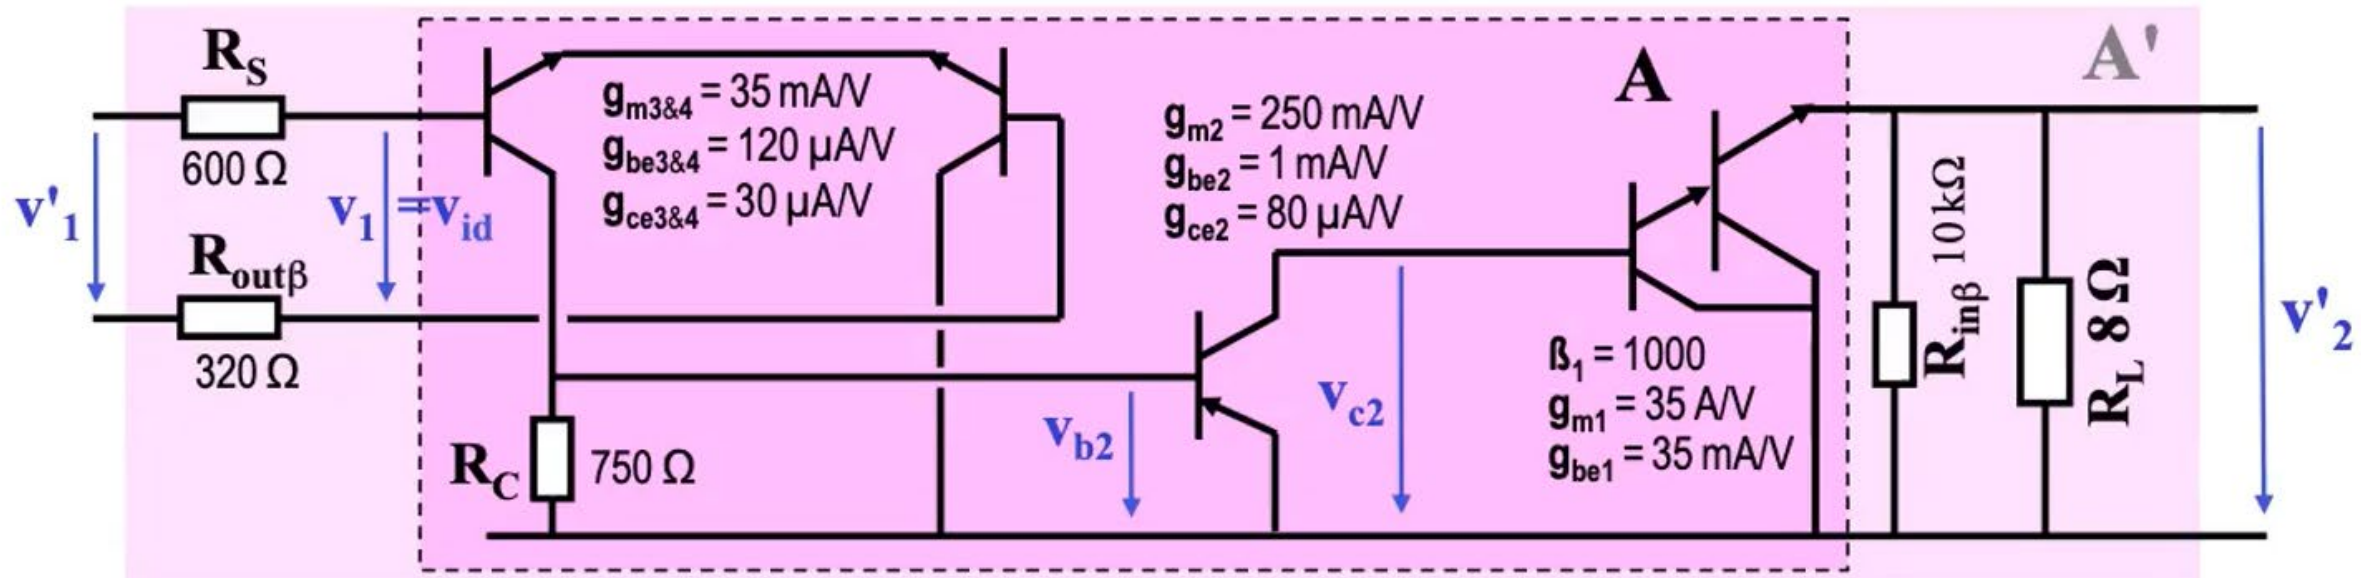 R_S
600 Ω
v'_1
v_1 = v_id
R_outβ
320 Ω
g_m3&4 = 35 mA/V
g_be3&4 = 120 µA/V
g_ce3&4 = 30 µA/V
R_C
750 Ω
g_m2 = 250 mA/V
g_be2 = 1 mA/V
g_ce2 = 80 µA/V
v_b2
v_c2
A
ß_1 = 1000
g_m1 = 35 A/V
g_be1 = 35 mA/V
A'
R_inβ 10 kΩ
R_L 8 Ω
v'_2